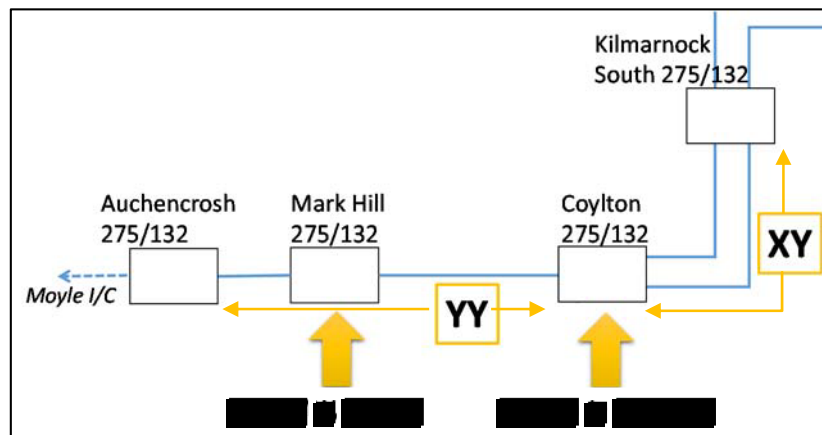 Kilmarnock
South 275/132
Auchencrosh
275/132
Mark Hill
275/132
Coylton
275/132
XY
Moyle I/C
YY